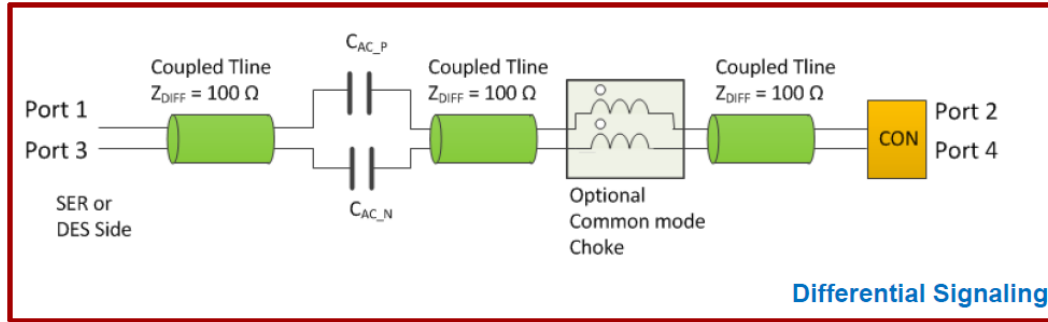 C_AC_P
Coupled Tline
Z_DIFF = 100 Ω
Coupled Tline
Z_DIFF = 100 Ω
Coupled Tline
Z_DIFF = 100 Ω
Port 1
Port 3
Port 2
Port 4
CON
SER or
DES Side
C_AC_N
Optional
Common mode
Choke
Differential Signaling